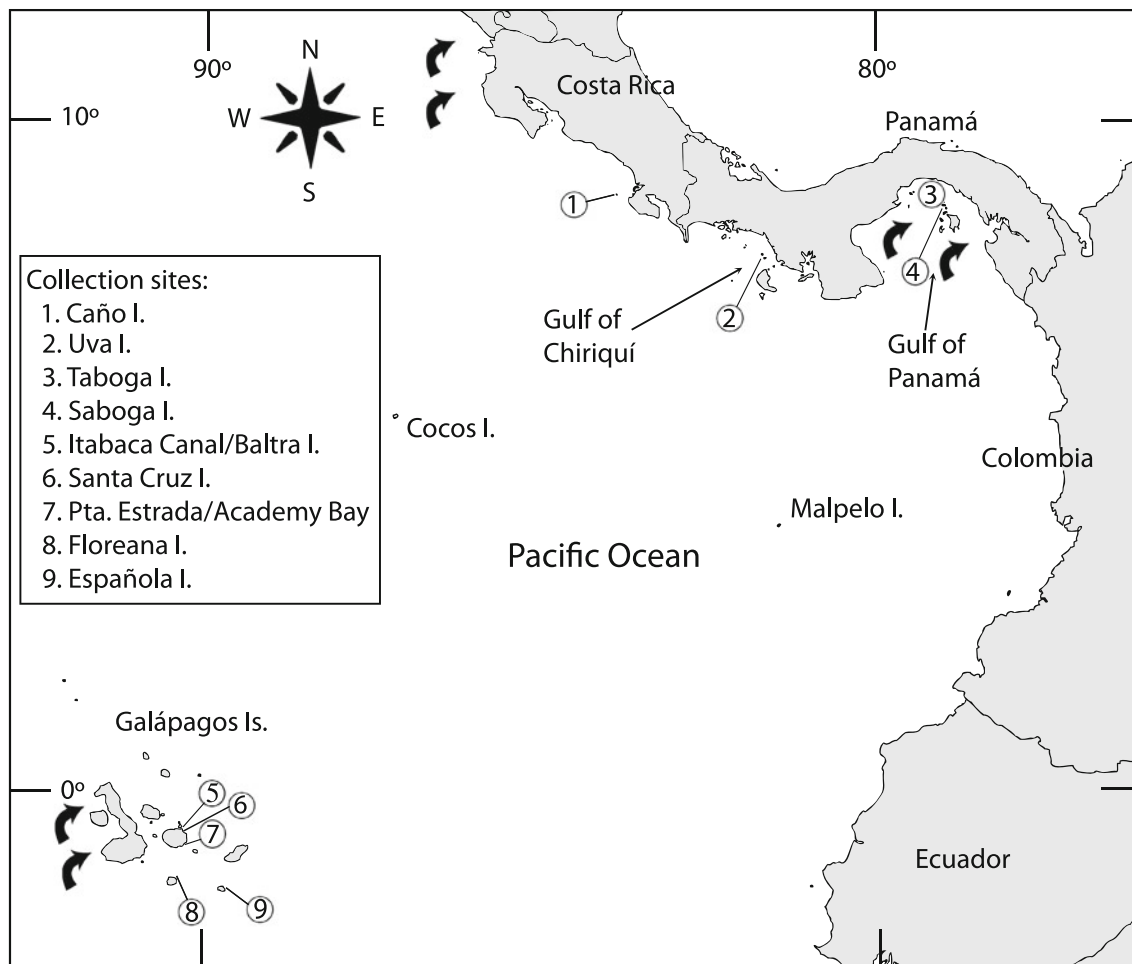 90º
80º
N
Costa Rica
10º
W
E
Panamá
S
1
3
4
2
Collection sites:
1. Caño I.
2. Uva I.
3. Taboga I.
4. Saboga I.
5. Itabaca Canal/Baltra I.
6. Santa Cruz I.
7. Pta. Estrada/Academy Bay
8. Floreana I.
9. Española I.
Gulf of
Chiriquí
Gulf of
Panamá
Cocos I.
Colombia
Malpelo I.
Pacific Ocean
Galápagos Is.
0º
5
6
7
8
9
Ecuador